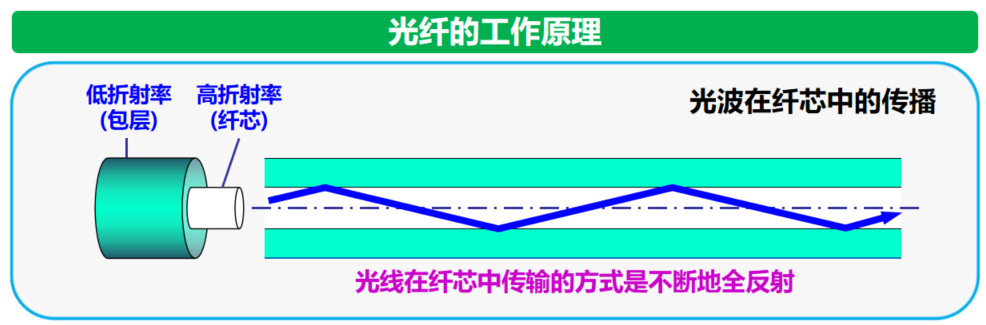 光纤的工作原理
低折射率
(包层)
高折射率
(纤芯)
光波在纤芯中的传播
光线在纤芯中传输的方式是不断地全反射